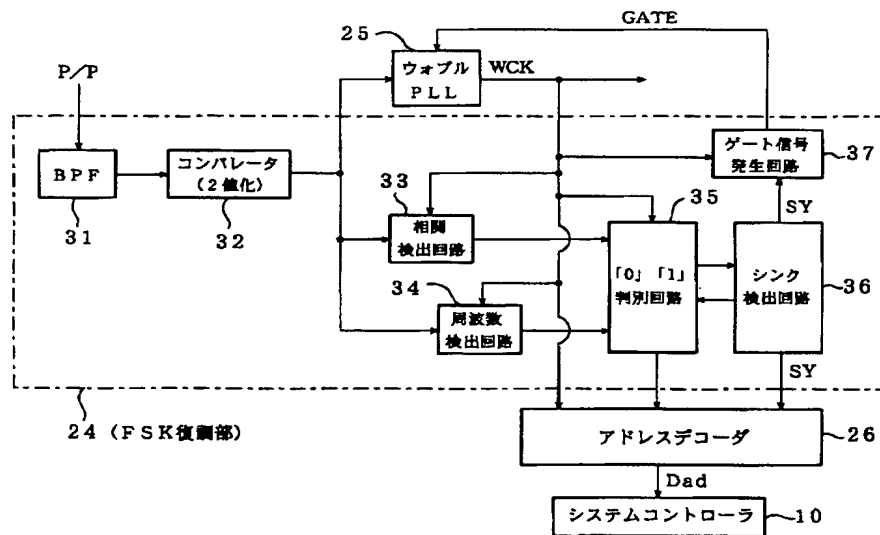 GATE
25
P/P
ウォブル
PLL
WCK
BPF
31
コンパレータ
(2値化)
32
ゲート信号
発生回路
37
33
相関
検出回路
35
SY
34
周波数
検出回路
「0」「1」
判別回路
シンク
検出回路
36
SY
24 (FSK復調部)
アドレスデコーダ
26
Dad
システムコントローラ
10